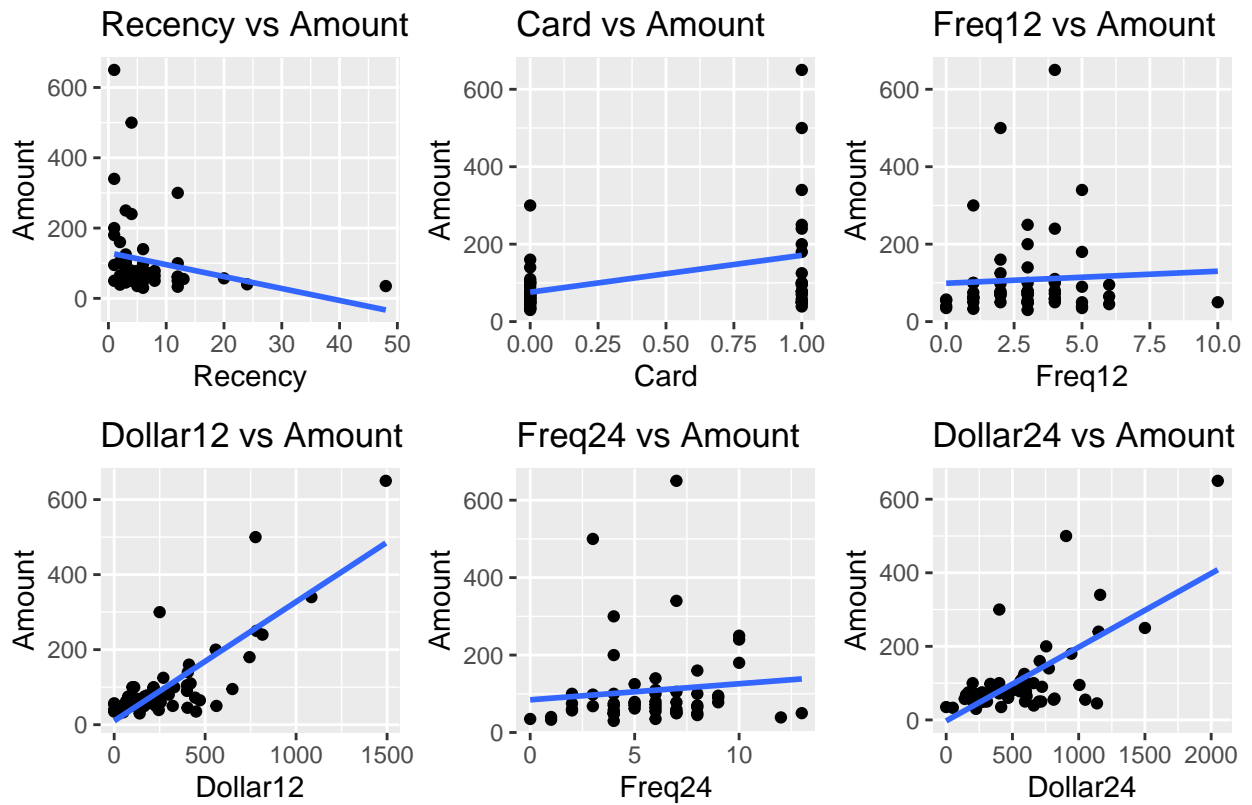 Recency vs Amount
Amount
600
400
200
0
0 10 20 30 40 50
Recency
Card vs Amount
Amount
600
400
200
0
0.00 0.25 0.50 0.75 1.00
Card
Freq12 vs Amount
Amount
600
400
200
0
0.0 2.5 5.0 7.5 10.0
Freq12
Dollar12 vs Amount
Amount
600
400
200
0
0 500 1000 1500
Dollar12
Freq24 vs Amount
Amount
600
400
200
0
0 5 10
Freq24
Dollar24 vs Amount
Amount
600
400
200
0
0 500 1000 1500 2000
Dollar24